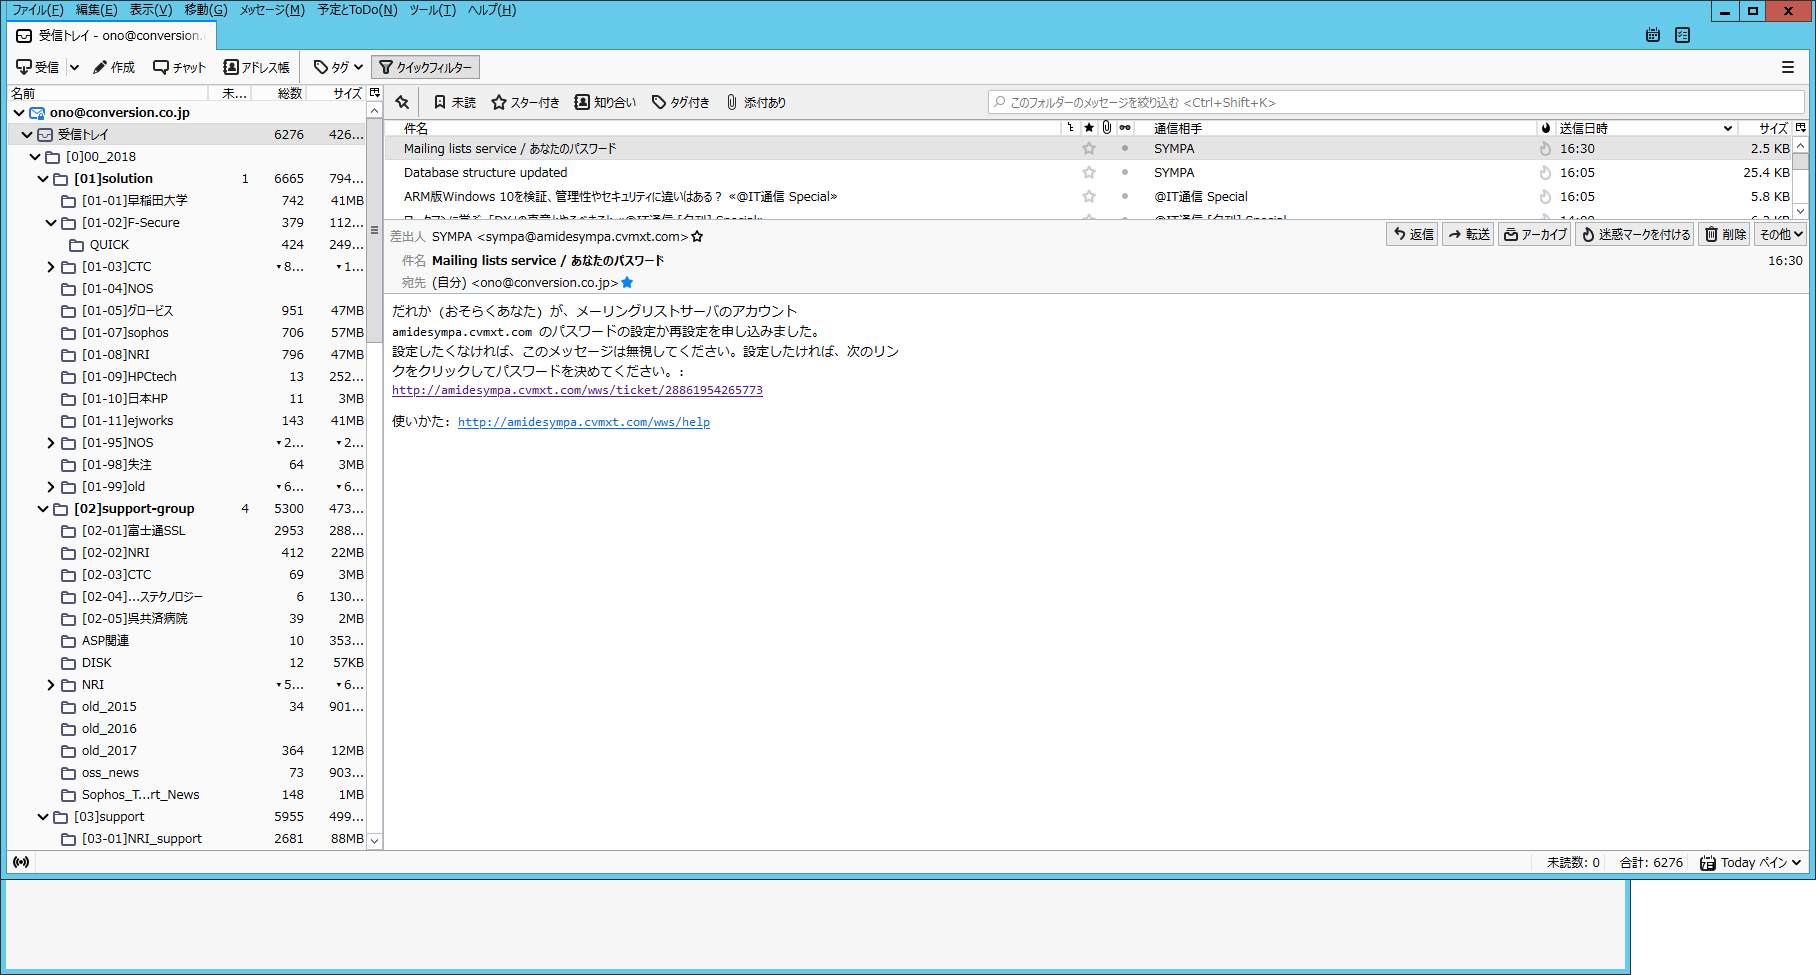 ファイル(F) 編集(E) 表示(V) 移動(G) メッセージ(M) 予定とToDo(N) ツール(T) ヘルプ(H)
受信トレイ - ono@conversion.
受信 作成 チャット アドレス帳 タグ クイックフィルター
名前 未... 総数 サイズ
ono@conversion.co.jp
受信トレイ 6276 426...
[0]00_2018
[01]solution 1 6665 794...
[01-01]早稲田大学 742 41MB
[01-02]F-Secure 379 112...
QUICK 424 249...
[01-03]CTC ▾8... ▾1...
[01-04]NOS
[01-05]グロービス 951 47MB
[01-07]sophos 706 57MB
[01-08]NRI 796 47MB
[01-09]HPCtech 13 252...
[01-10]日本HP 11 3MB
[01-11]ejworks 143 41MB
[01-95]NOS ▾2... ▾2...
[01-98]失注 64 3MB
[01-99]old ▾6... ▾6...
[02]support-group 4 5300 473...
[02-01]富士通SSL 2953 288...
[02-02]NRI 412 22MB
[02-03]CTC 69 3MB
[02-04]...ステクノロジー 6 130...
[02-05]呉共済病院 39 2MB
ASP関連 10 353...
DISK 12 57KB
NRI ▾5... ▾6...
old_2015 34 901...
old_2016
old_2017 364 12MB
oss_news 73 903...
Sophos_T...rt_News 148 1MB
[03]support 5955 499...
[03-01]NRI_support 2681 88MB
未読 スター付き 知り合い タグ付き 添付あり このフォルダーのメッセージを絞り込む <Ctrl+Shift+K>
件名 通信相手 送信日時 サイズ
Mailing lists service / あなたのパスワード SYMPA 16:30 2.5 KB
Database structure updated SYMPA 16:05 25.4 KB
ARM版Windows 10を検証、管理性やセキュリティに違いはある？ «@IT通信 Special» @IT通信 Special 16:05 5.8 KB
差出人 SYMPA <sympa@amidesympa.cvmxt.com> 返信 転送 アーカイブ 迷惑マークを付ける 削除 その他
件名 Mailing lists service / あなたのパスワード 16:30
宛先 (自分) <ono@conversion.co.jp>
だれか (おそらくあなた) が、メーリングリストサーバのアカウント
amidesympa.cvmxt.com のパスワードの設定か再設定を申し込みました。
設定したくなければ、このメッセージは無視してください。設定したければ、次のリン
クをクリックしてパスワードを決めてください。:
http://amidesympa.cvmxt.com/wws/ticket/28861954265773
使いかた: http://amidesympa.cvmxt.com/wws/help
未読数: 0 合計: 6276 Today ペイン